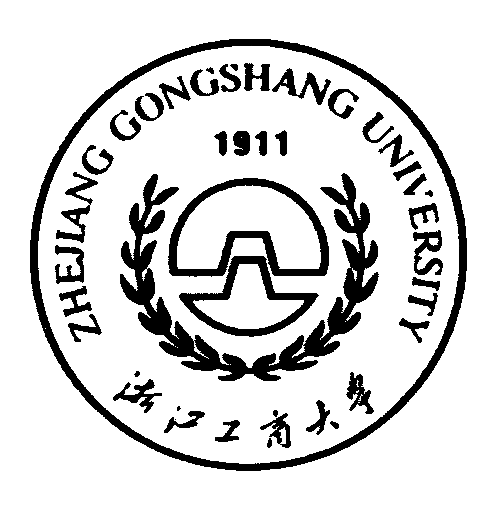 ZHEJIANG GONGSHANG UNIVERSITY
1911
浙江工商大學